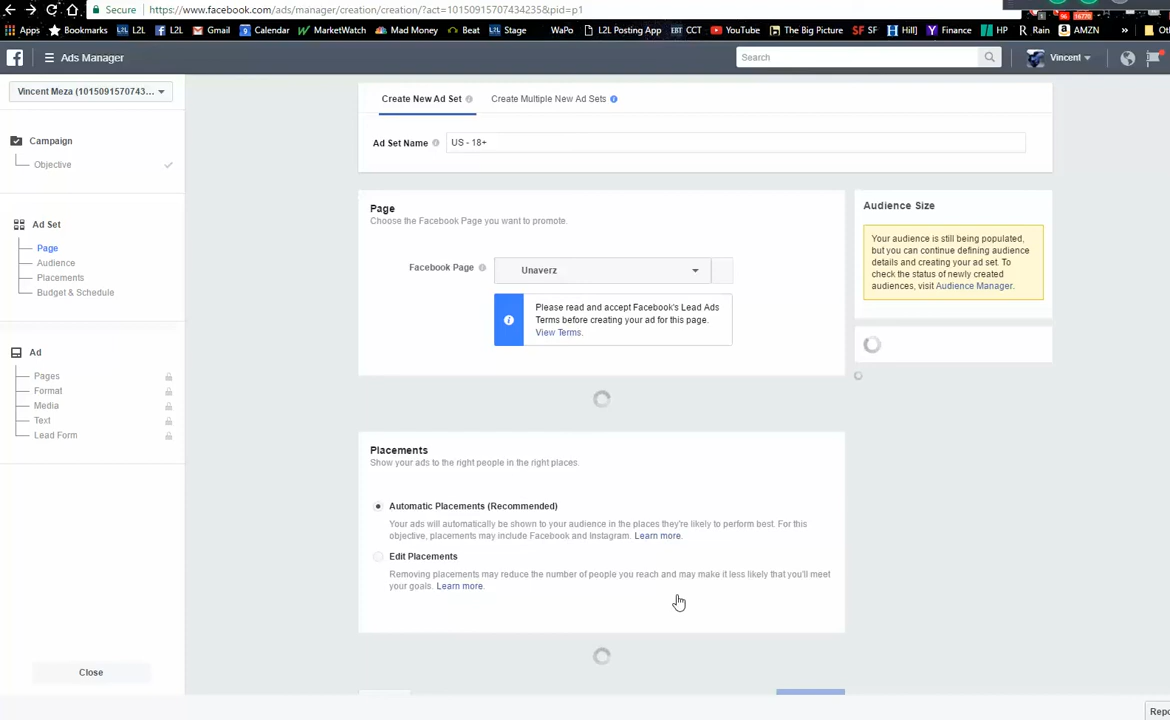 Secure https://www.facebook.com/ads/manager/creation/creation/?act=10150915707434235&pid=p1
Apps Bookmarks L2L L2L Gmail Calendar MarketWatch Mad Money Beat Stage WaPo L2L Posting App CCT YouTube The Big Picture SF Hill] Finance HP Rain AMZN »
Ads Manager Search Vincent
Vincent Meza (1015091570743...
Campaign
Objective
Ad Set
Page
Audience
Placements
Budget & Schedule
Ad
Pages
Format
Media
Text
Lead Form
Close
Create New Ad Set Create Multiple New Ad Sets
Ad Set Name US - 18+
Page
Choose the Facebook Page you want to promote.
Facebook Page Unaverz
Please read and accept Facebook's Lead Ads
Terms before creating your ad for this page.
View Terms.
Placements
Show your ads to the right people in the right places.
Automatic Placements (Recommended)
Your ads will automatically be shown to your audience in the places they're likely to perform best. For this
objective, placements may include Facebook and Instagram. Learn more.
Edit Placements
Removing placements may reduce the number of people you reach and may make it less likely that you'll meet
your goals. Learn more.
Audience Size
Your audience is still being populated,
but you can continue defining audience
details and creating your ad set. To
check the status of newly created
audiences, visit Audience Manager.
Repo